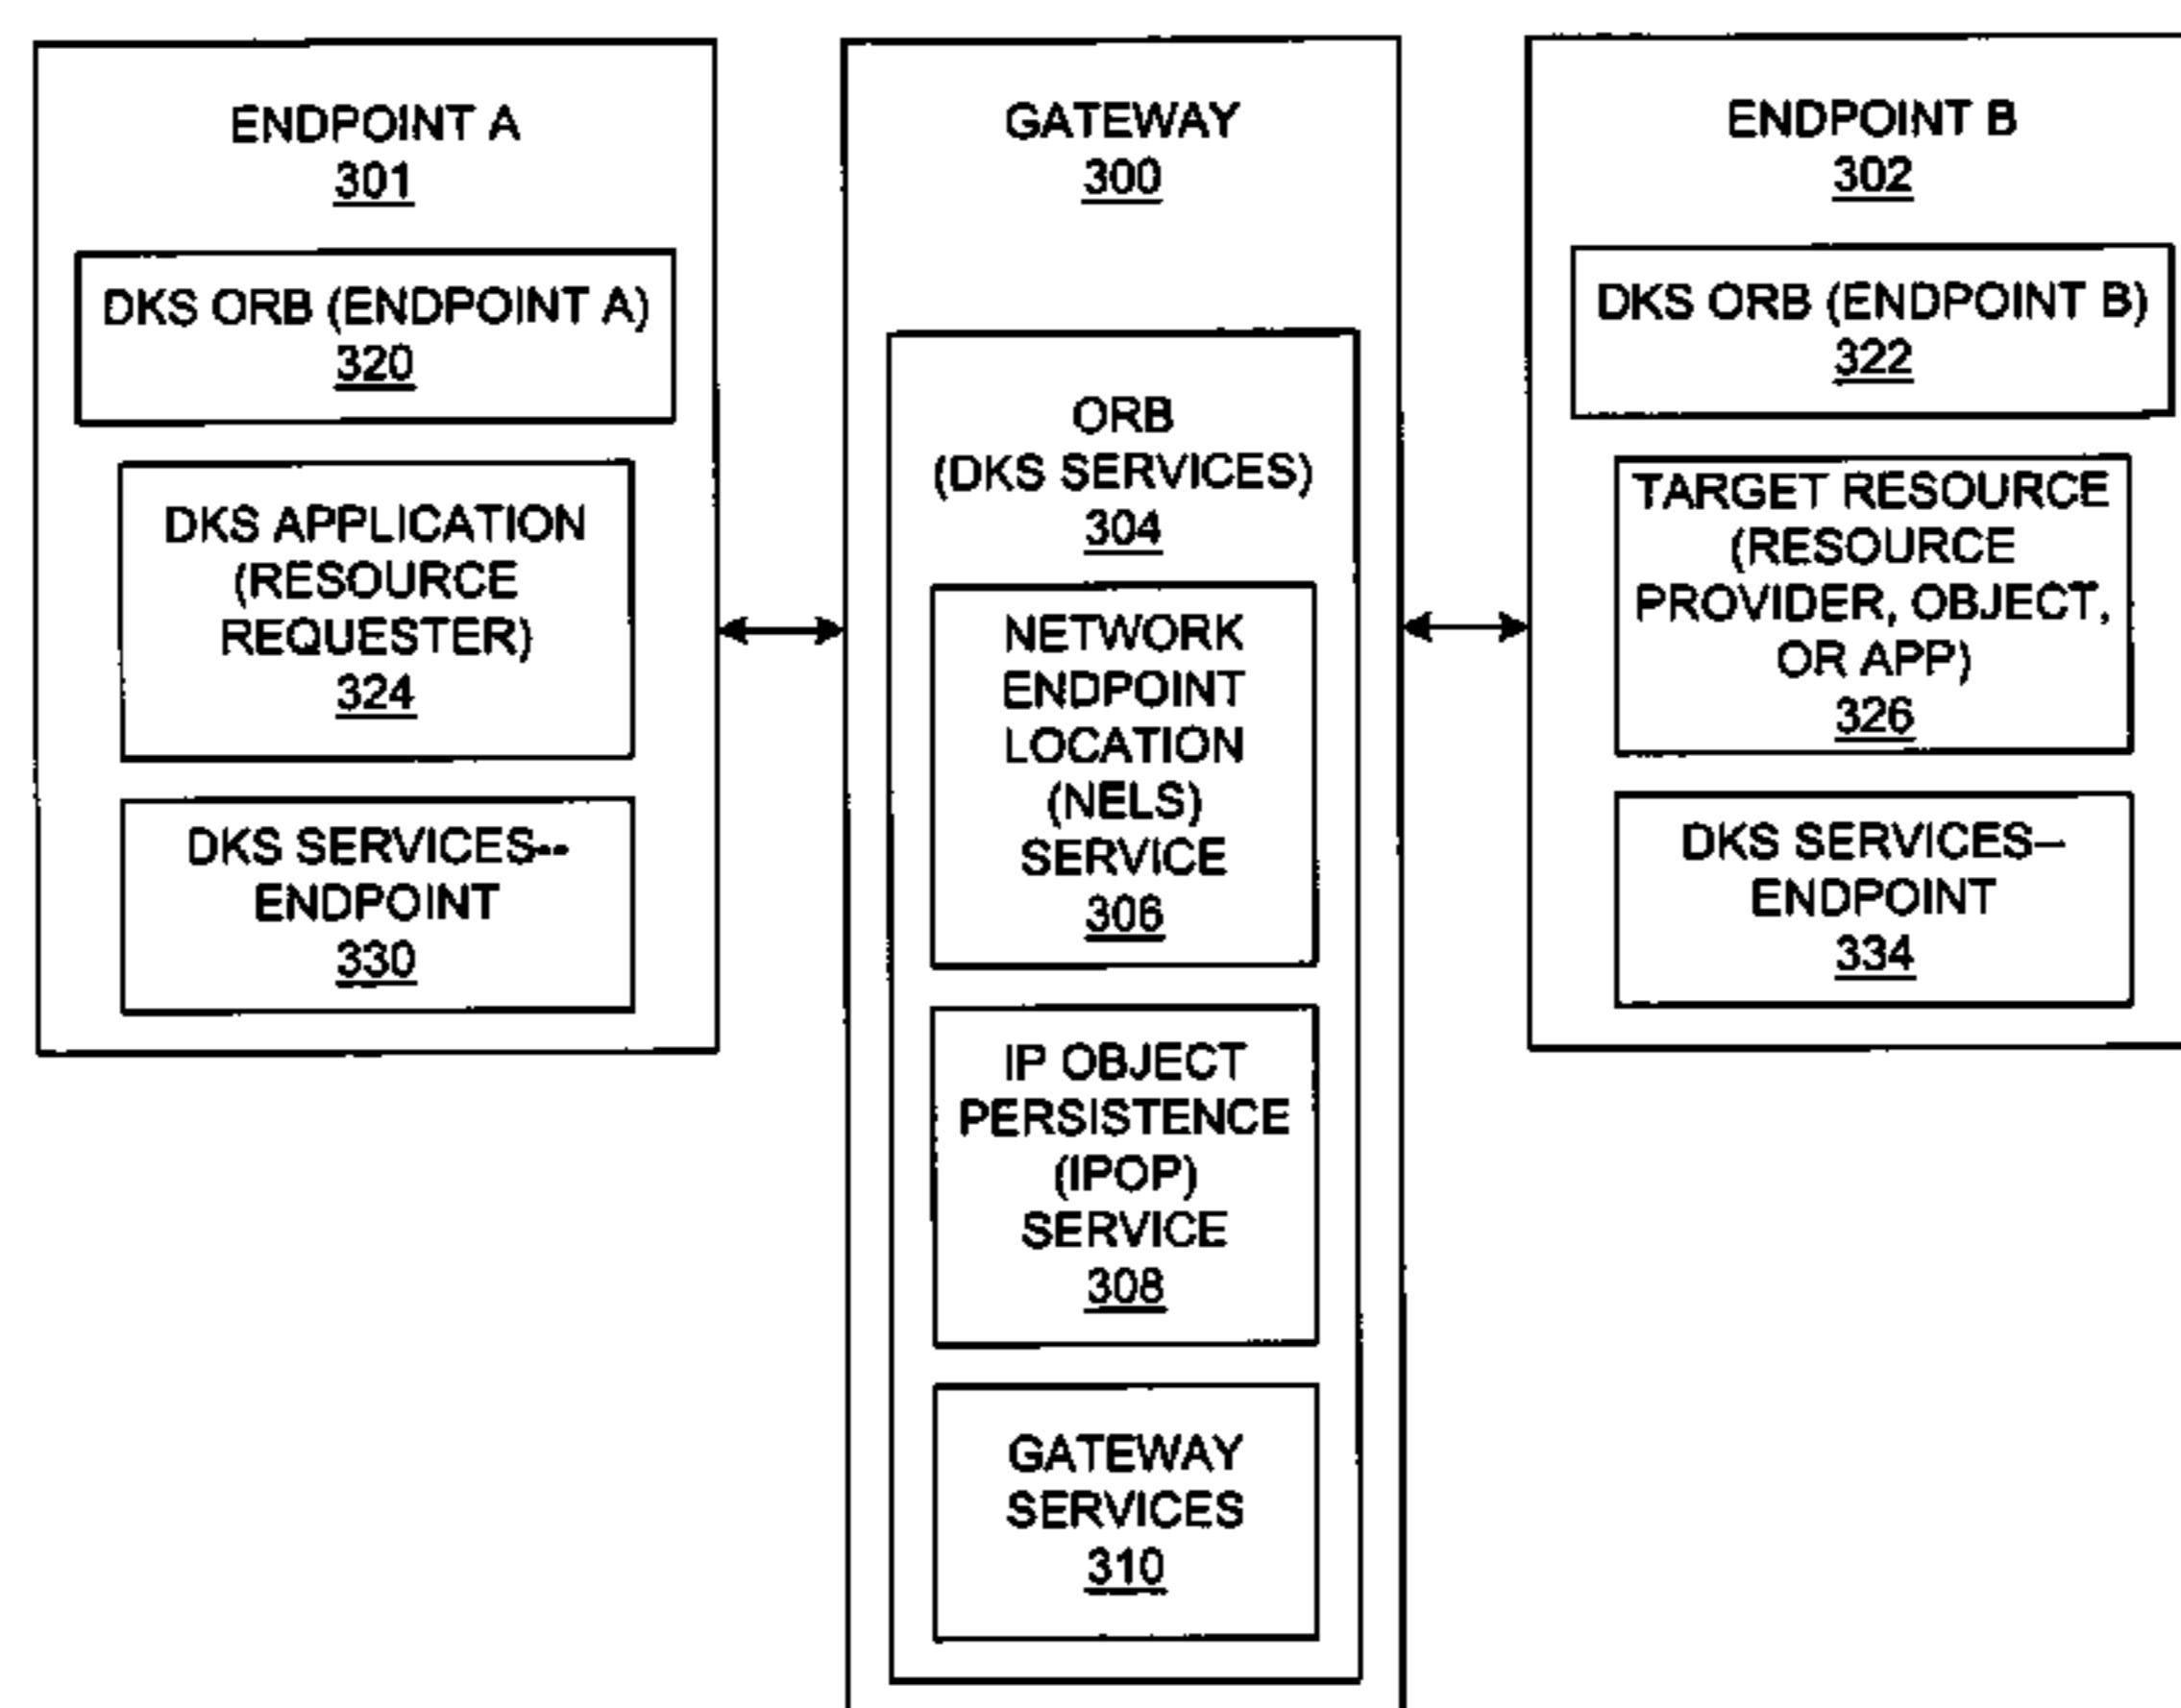 ENDPOINT A
301
DKS ORB (ENDPOINT A)
320
DKS APPLICATION
(RESOURCE
REQUESTER)
324
DKS SERVICES--
ENDPOINT
330
GATEWAY
300
ORB
(DKS SERVICES)
304
NETWORK
ENDPOINT
LOCATION
(NELS)
SERVICE
306
IP OBJECT
PERSISTENCE
(IPOP)
SERVICE
308
GATEWAY
SERVICES
310
ENDPOINT B
302
DKS ORB (ENDPOINT B)
322
TARGET RESOURCE
(RESOURCE
PROVIDER, OBJECT,
OR APP)
326
DKS SERVICES--
ENDPOINT
334